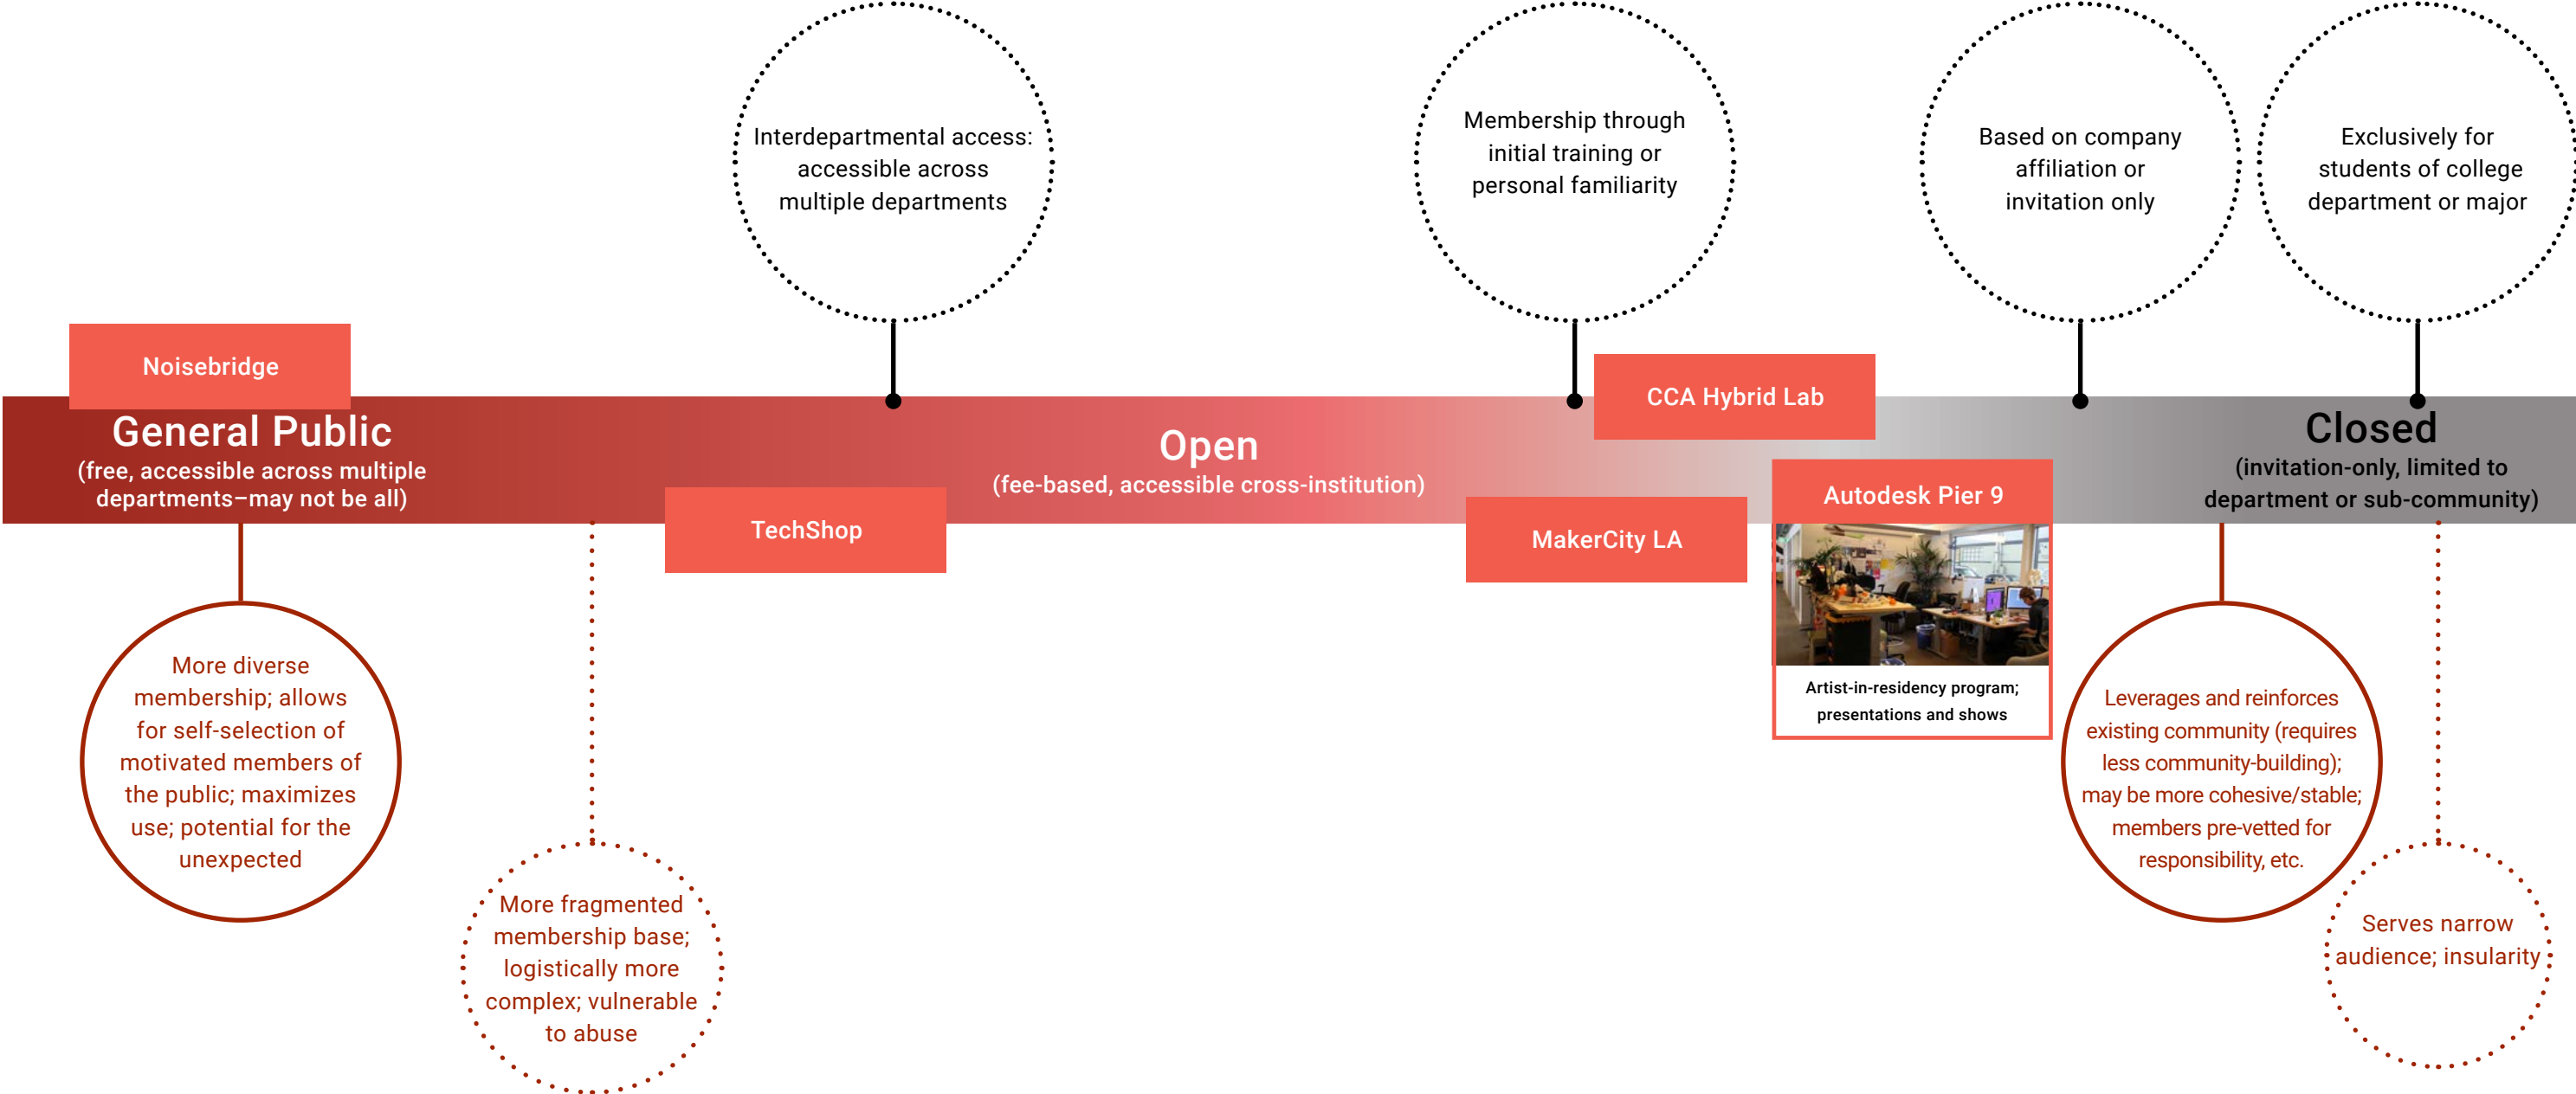 Interdepartmental access:
accessible across
multiple departments
Membership through
initial training or
personal familiarity
Based on company
affiliation or
invitation only
Exclusively for
students of college
department or major
Noisebridge
CCA Hybrid Lab
General Public
(free, accessible across multiple
departments–may not be all)
Open
(fee-based, accessible cross-institution)
Closed
(invitation-only, limited to
department or sub-community)
TechShop
MakerCity LA
Autodesk Pier 9
Artist-in-residency program;
presentations and shows
More diverse
membership; allows
for self-selection of
motivated members of
the public; maximizes
use; potential for the
unexpected
More fragmented
membership base;
logistically more
complex; vulnerable
to abuse
Leverages and reinforces
existing community (requires
less community-building);
may be more cohesive/stable;
members pre-vetted for
responsibility, etc.
Serves narrow
audience; insularity